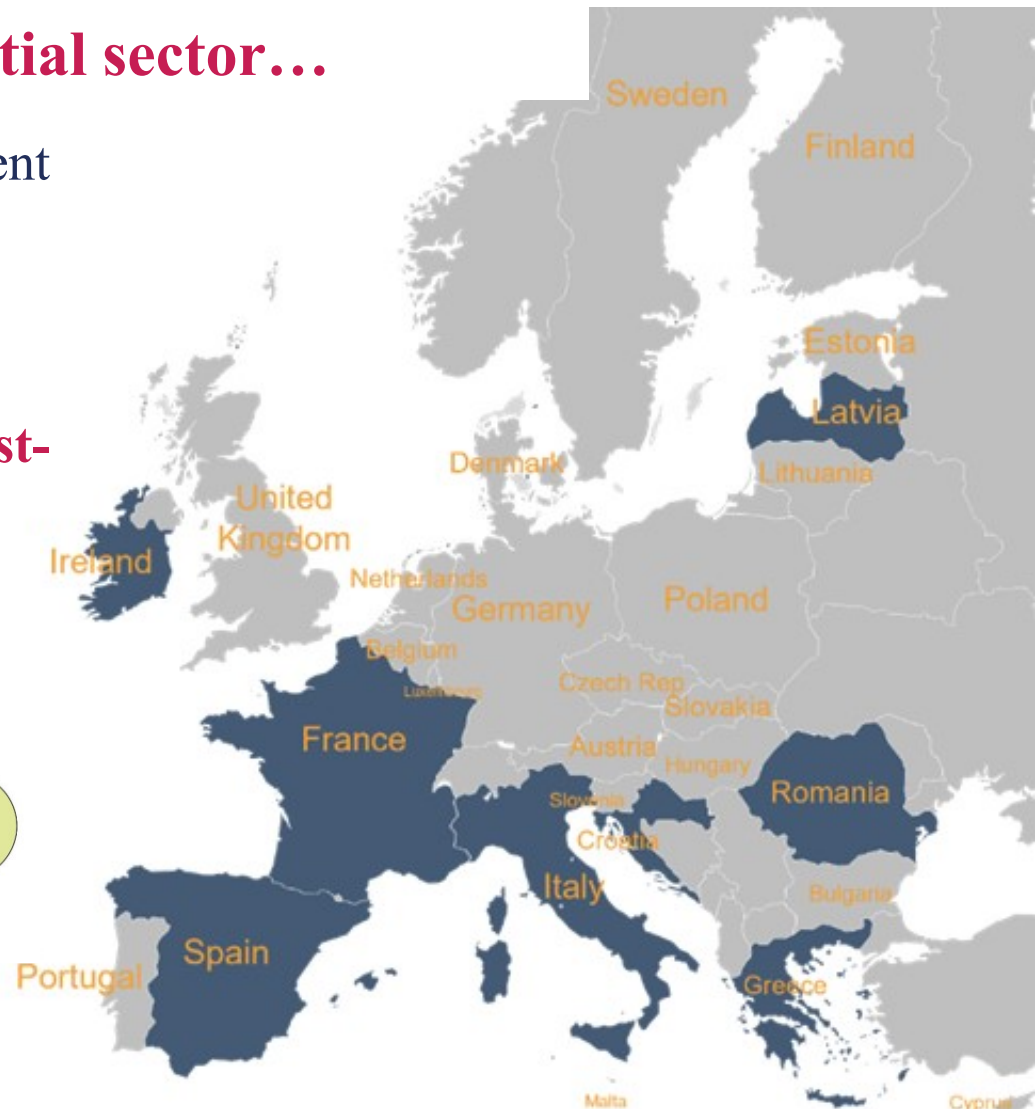 tial sector…
ent
st-
Sweden
Finland
Estonia
Latvia
Lithuania
Denmark
United
Kingdom
Ireland
Netherlands
Germany
Poland
Belgium
Luxembourg
Czech Rep
Slovakia
France
Austria
Hungary
Slovenia
Romania
Croatia
Italy
Bulgaria
Spain
Portugal
Greece
Malta
Cyprus